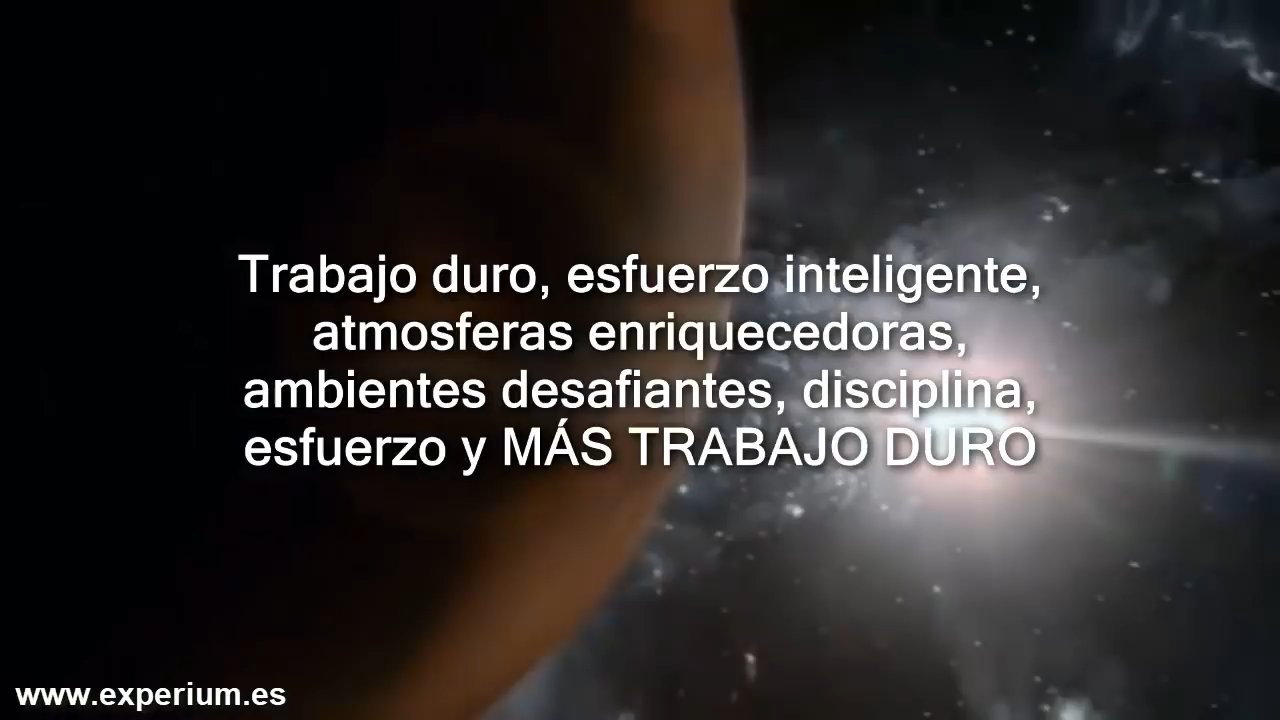 Trabajo duro, esfuerzo inteligente,
atmosferas enriquecedoras,
ambientes desafiantes, disciplina,
esfuerzo y MÁS TRABAJO DURO
www.experium.es